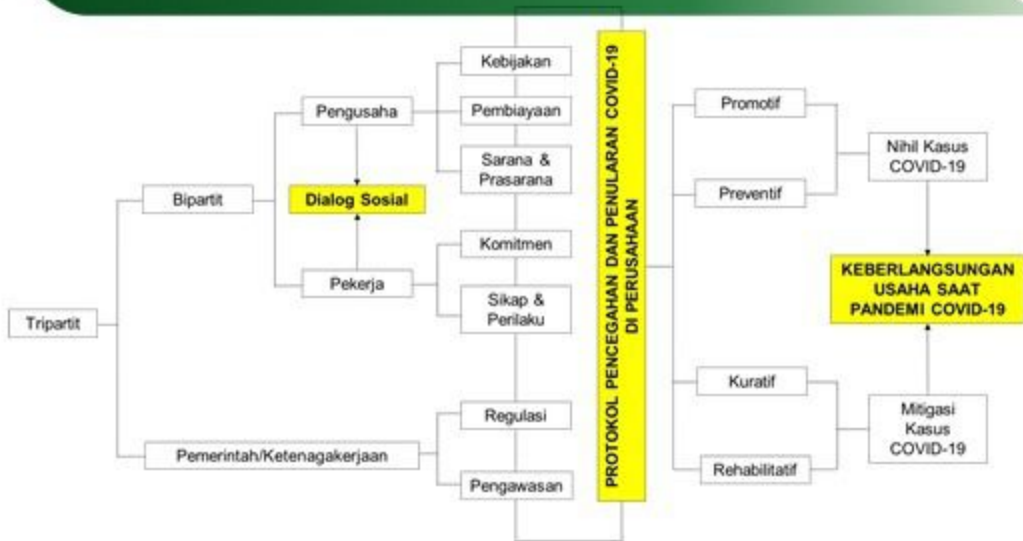 Tripartit
Bipartit
Pemerintah/Ketenagakerjaan
Pengusaha
Dialog Sosial
Pekerja
Kebijakan
Pembiayaan
Sarana &
Prasarana
Komitmen
Sikap &
Perilaku
Regulasi
Pengawasan
PROTOKOL PENCEGAHAN DAN PENULARAN COVID-19
DI PERUSAHAAN
Promotif
Preventif
Kuratif
Rehabilitatif
Nihil Kasus
COVID-19
KEBERLANGSUNGAN
USAHA SAAT
PANDEMI COVID-19
Mitigasi
Kasus
COVID-19